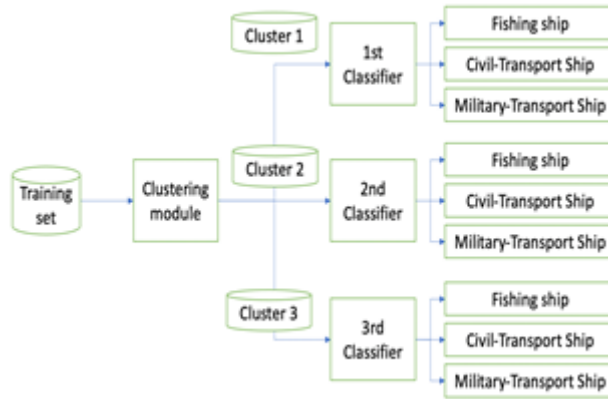 Training
set
Clustering
module
Cluster 1
Cluster 2
Cluster 3
1st
Classifier
Fishing ship
Civil-Transport Ship
Military-Transport Ship
2nd
Classifier
Fishing ship
Civil-Transport Ship
Military-Transport Ship
3rd
Classifier
Fishing ship
Civil-Transport Ship
Military-Transport Ship